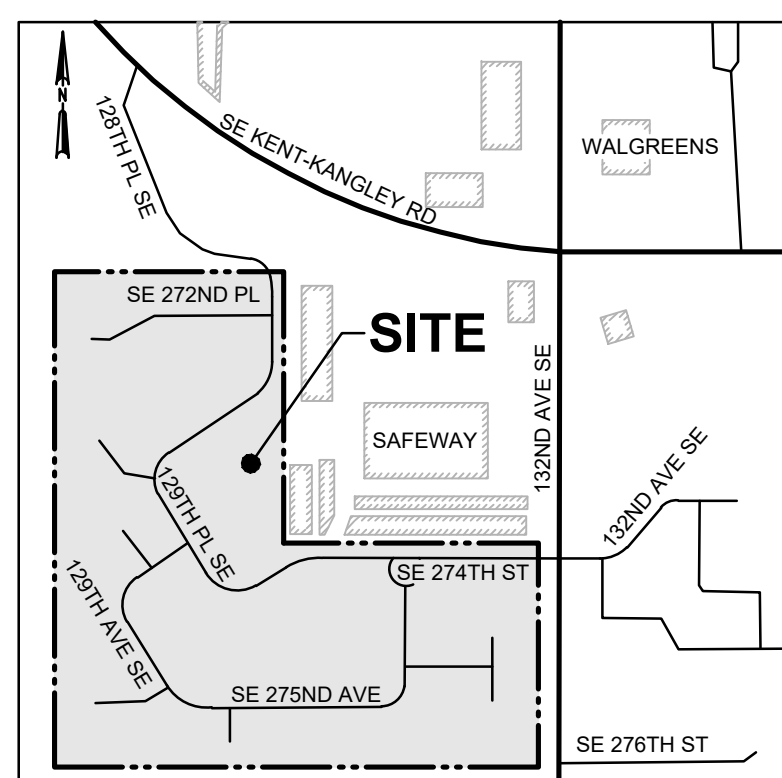 N
128TH PL SE
SE KENT-KANGLEY RD
WALGREENS
SE 272ND PL
SITE
132ND AVE SE
SAFEWAY
132ND AVE SE
129TH PL SE
SE 274TH ST
129TH AVE SE
SE 275ND AVE
SE 276TH ST